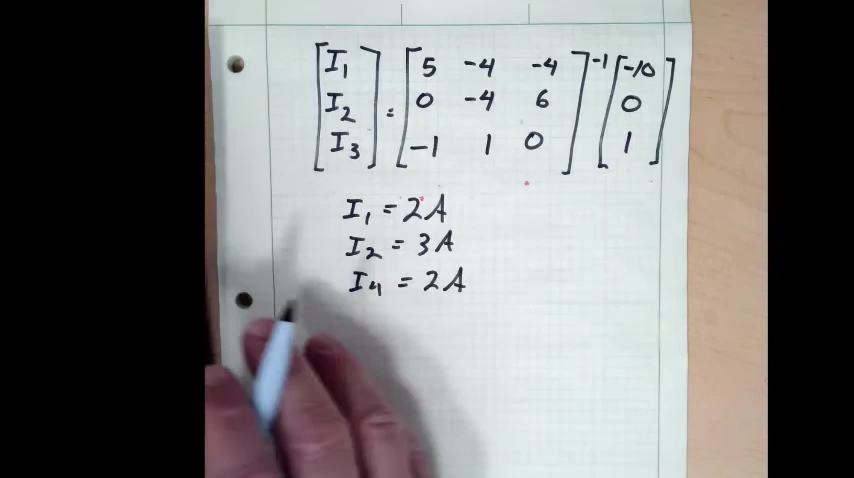 [I₁ I₂ I₃] = [5 -4 -4; 0 -4 6; -1 1 0]⁻¹ [-10 0 1]
I₁ = 2A
I₂ = 3A
I₄ = 2A